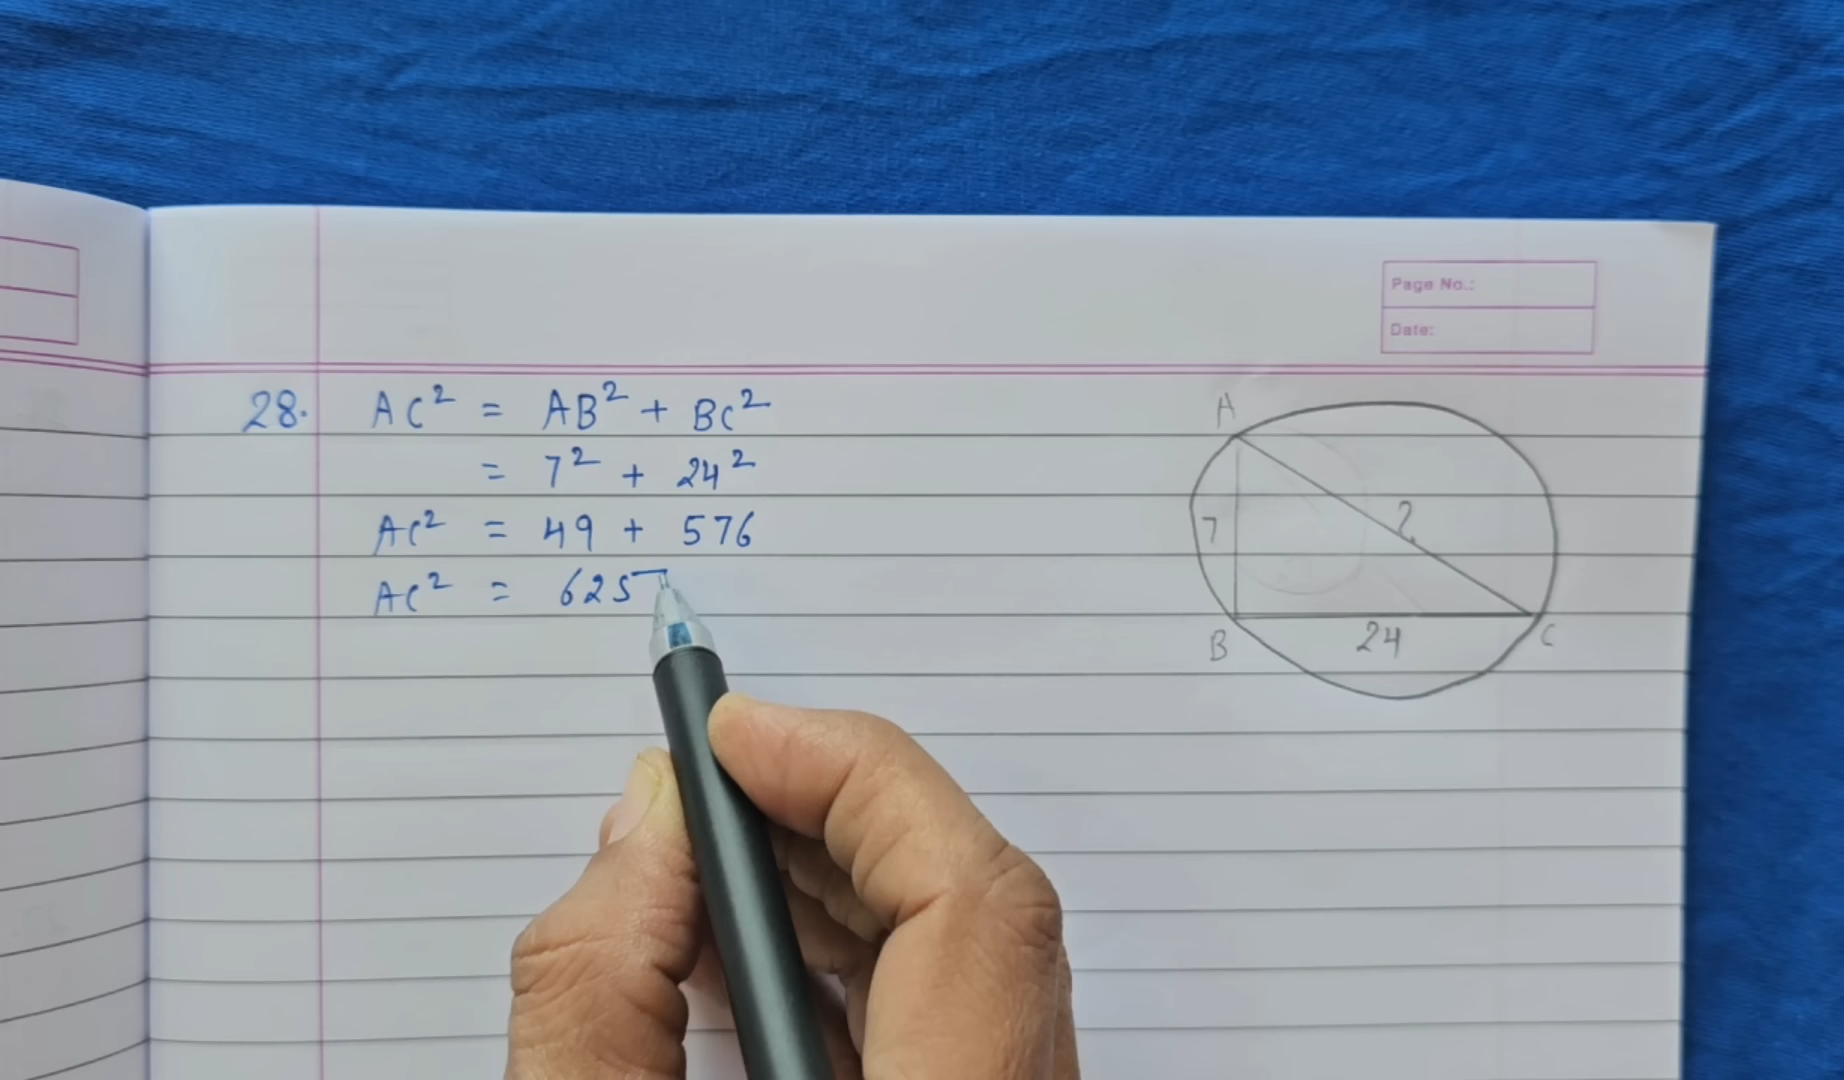 Page No.:
Date:
28. AC² = AB² + BC²
= 7² + 24²
AC² = 49 + 576
AC² = 625
A
7
?
B
24
C